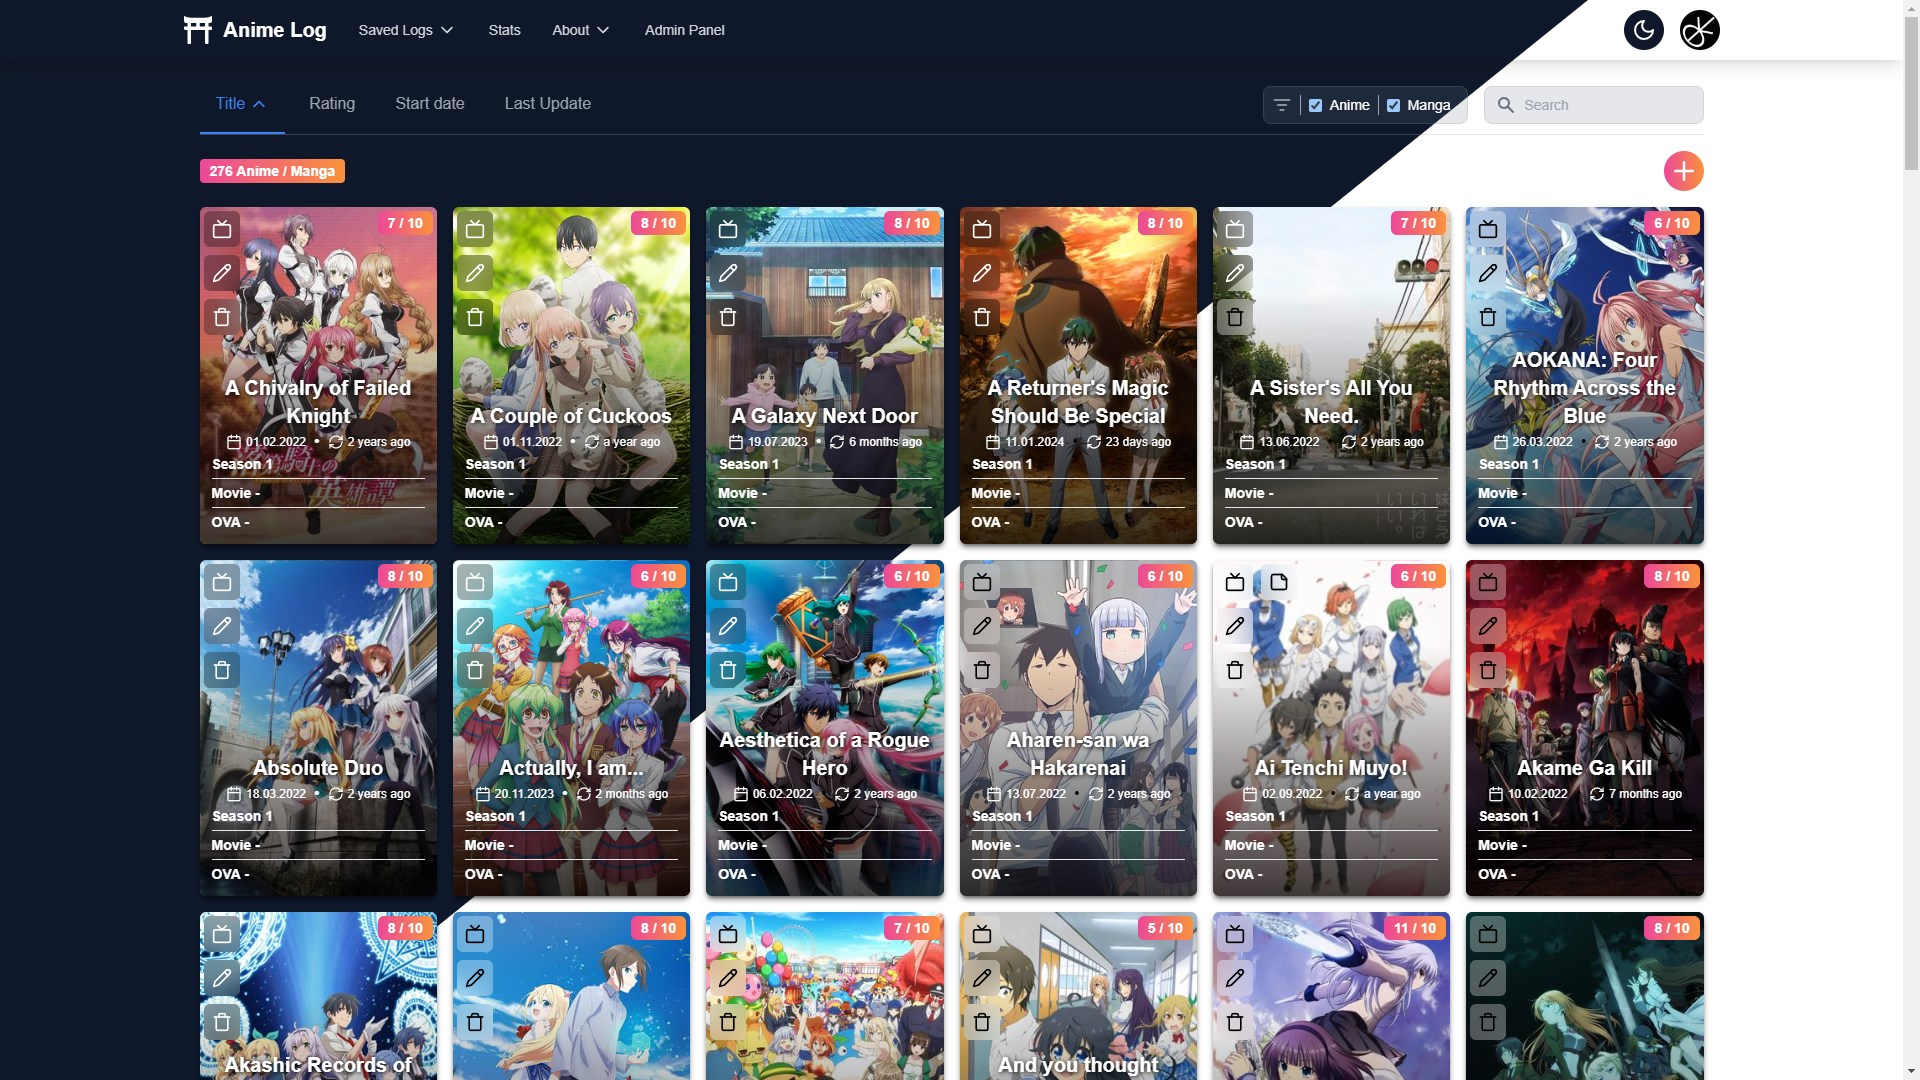 Anime Log
Saved Logs
Stats
About
Admin Panel
Title
Rating
Start date
Last Update
Anime
Manga
Search
276 Anime / Manga
7 / 10
A Chivalry of Failed
Knight
01.02.2022 • 2 years ago
Season 1
Movie -
OVA -
8 / 10
A Couple of Cuckoos
01.11.2022 • a year ago
Season 1
Movie -
OVA -
8 / 10
A Galaxy Next Door
19.07.2023 • 6 months ago
Season 1
Movie -
OVA -
8 / 10
A Returner's Magic
Should Be Special
11.01.2024 • 23 days ago
Season 1
Movie -
OVA -
7 / 10
A Sister's All You
Need.
13.06.2022 • 2 years ago
Season 1
Movie -
OVA -
6 / 10
AOKANA: Four
Rhythm Across the
Blue
26.03.2022 • 2 years ago
Season 1
Movie -
OVA -
8 / 10
Absolute Duo
18.03.2022 • 2 years ago
Season 1
Movie -
OVA -
6 / 10
Actually, I am...
20.11.2023 • 2 months ago
Season 1
Movie -
OVA -
6 / 10
Aesthetica of a Rogue
Hero
06.02.2022 • 2 years ago
Season 1
Movie -
OVA -
6 / 10
Aharen-san wa
Hakarenai
13.07.2022 • 2 years ago
Season 1
Movie -
OVA -
6 / 10
Ai Tenchi Muyo!
02.09.2022 • a year ago
Season 1
Movie -
OVA -
8 / 10
Akame Ga Kill
10.02.2022 • 7 months ago
Season 1
Movie -
OVA -
8 / 10
Akashic Records of
8 / 10
7 / 10
5 / 10
And you thought
11 / 10
8 / 10